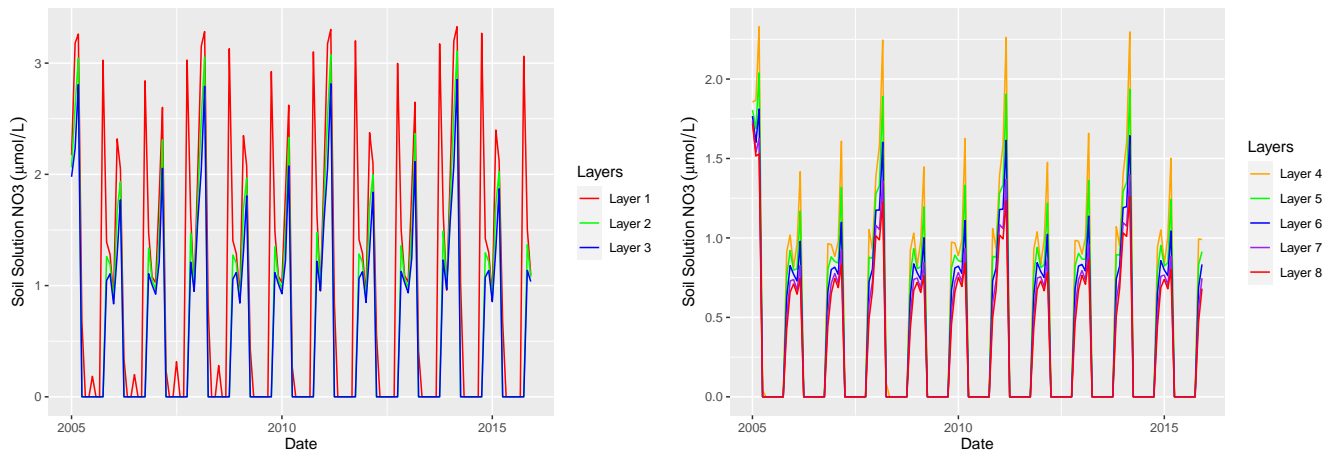 Soil Solution NO3 (μmol/L)
3
2
1
0
2005
2010
2015
Date
Layers
Layer 1
Layer 2
Layer 3
Soil Solution NO3 (μmol/L)
2.0
1.5
1.0
0.5
0.0
2005
2010
2015
Date
Layers
Layer 4
Layer 5
Layer 6
Layer 7
Layer 8